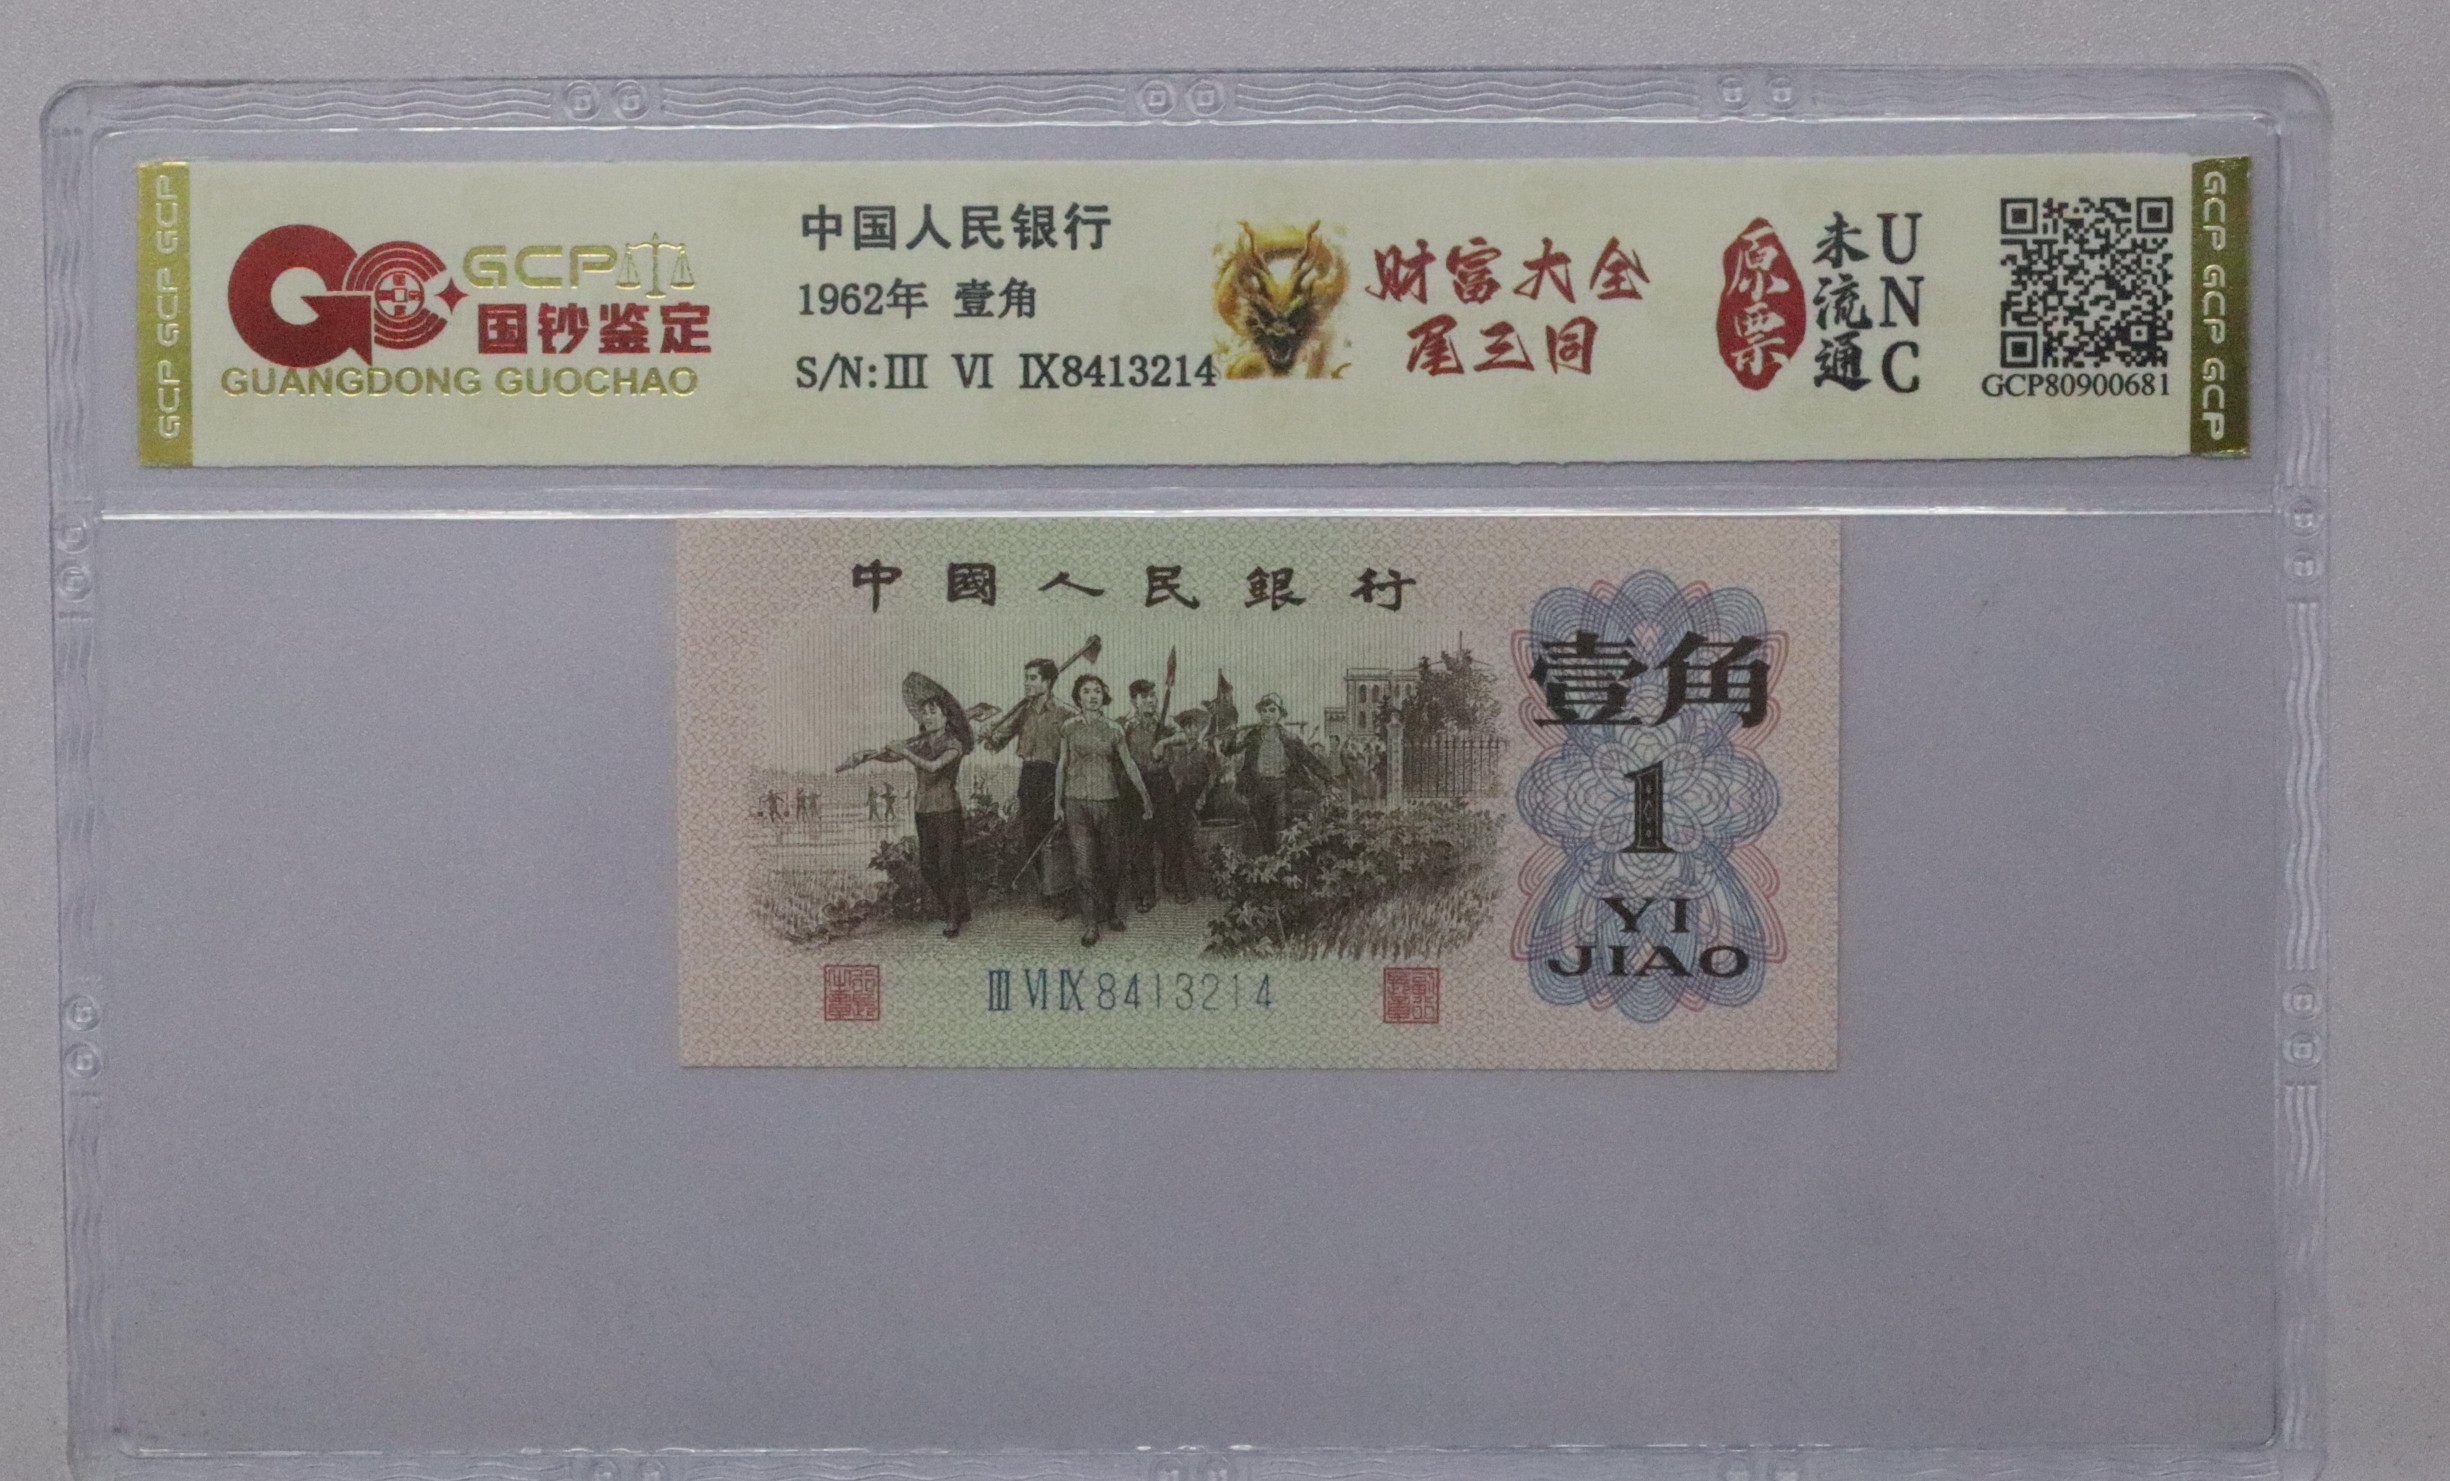 GCP GCP GCP
GCP
国钞鉴定
GUANGDONG GUOCHAO
中国人民银行
1962年 壹角
S/N:Ⅲ Ⅵ Ⅸ8413214
财富大全
尾三同
原票
未流通
UNC
GCP80900681
GCP GCP GCP
中國人民銀行
壹角
1
YI
JIAO
Ⅲ Ⅵ Ⅸ 8413214